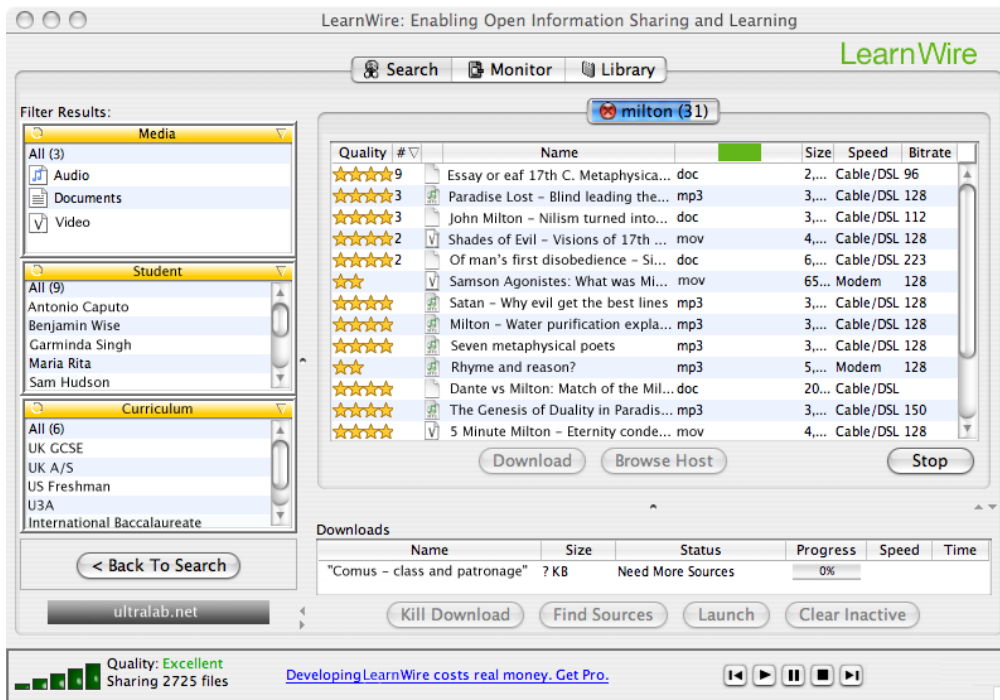 LearnWire: Enabling Open Information Sharing and Learning
LearnWire
Search Monitor Library
Filter Results:
Media
All (3)
Audio
Documents
Video
Student
All (9)
Antonio Caputo
Benjamin Wise
Garminda Singh
Maria Rita
Sam Hudson
Curriculum
All (6)
UK GCSE
UK A/S
US Freshman
U3A
International Baccalaureate
< Back To Search
ultralab.net
milton (31)
Quality # Name Size Speed Bitrate
9 Essay or eaf 17th C. Metaphysica... doc 2,... Cable/DSL 96
3 Paradise Lost – Blind leading the... mp3 3,... Cable/DSL 128
3 John Milton – Nilism turned into... doc 3,... Cable/DSL 112
2 Shades of Evil – Visions of 17th ... mov 4,... Cable/DSL 128
2 Of man's first disobedience – Si... doc 6,... Cable/DSL 223
Samson Agonistes: What was Mi... mov 65... Modem 128
Satan – Why evil get the best lines mp3 3,... Cable/DSL 128
Milton – Water purification expla... mp3 3,... Cable/DSL 128
Seven metaphysical poets mp3 3,... Cable/DSL 128
Rhyme and reason? mp3 5,... Modem 128
Dante vs Milton: Match of the Mil... doc 20... Cable/DSL
The Genesis of Duality in Paradis... mp3 3,... Cable/DSL 150
5 Minute Milton – Eternity conde... mov 4,... Cable/DSL 128
Download Browse Host Stop
Downloads
Name Size Status Progress Speed Time
"Comus – class and patronage" ? KB Need More Sources 0%
Kill Download Find Sources Launch Clear Inactive
Quality: Excellent
Sharing 2725 files
Developing LearnWire costs real money. Get Pro.